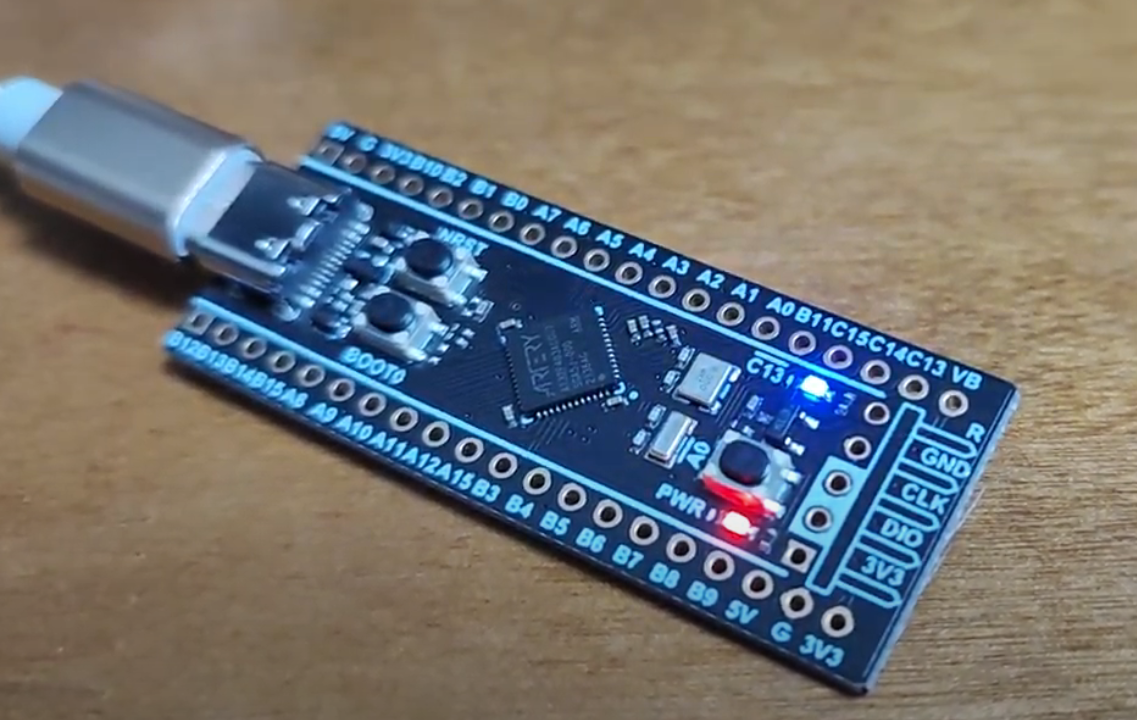 5V G 3V3 B10 B2 B1 B0 A7 A6 A5 A4 A3 A2 A1 A0 B11 C15 C14 C13 VB
NRST
BOOT0
ARTERY
C13
A0
PWR
R
GND
CLK
DIO
3V3
B12 B13 B14 B15 A8 A9 A10 A11 A12 A15 B3 B4 B5 B6 B7 B8 B9 5V G 3V3